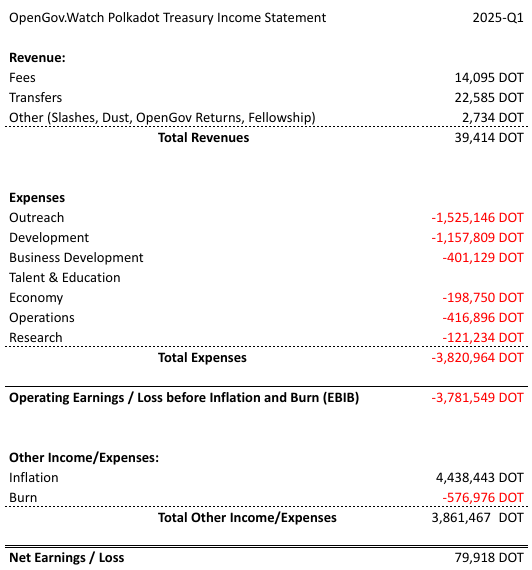 OpenGov.Watch Polkadot Treasury Income Statement 2025-Q1
Revenue:
Fees 14,095 DOT
Transfers 22,585 DOT
Other (Slashes, Dust, OpenGov Returns, Fellowship) 2,734 DOT
Total Revenues 39,414 DOT
Expenses
Outreach -1,525,146 DOT
Development -1,157,809 DOT
Business Development -401,129 DOT
Talent & Education
Economy -198,750 DOT
Operations -416,896 DOT
Research -121,234 DOT
Total Expenses -3,820,964 DOT
Operating Earnings / Loss before Inflation and Burn (EBIB) -3,781,549 DOT
Other Income/Expenses:
Inflation 4,438,443 DOT
Burn -576,976 DOT
Total Other Income/Expenses 3,861,467 DOT
Net Earnings / Loss 79,918 DOT